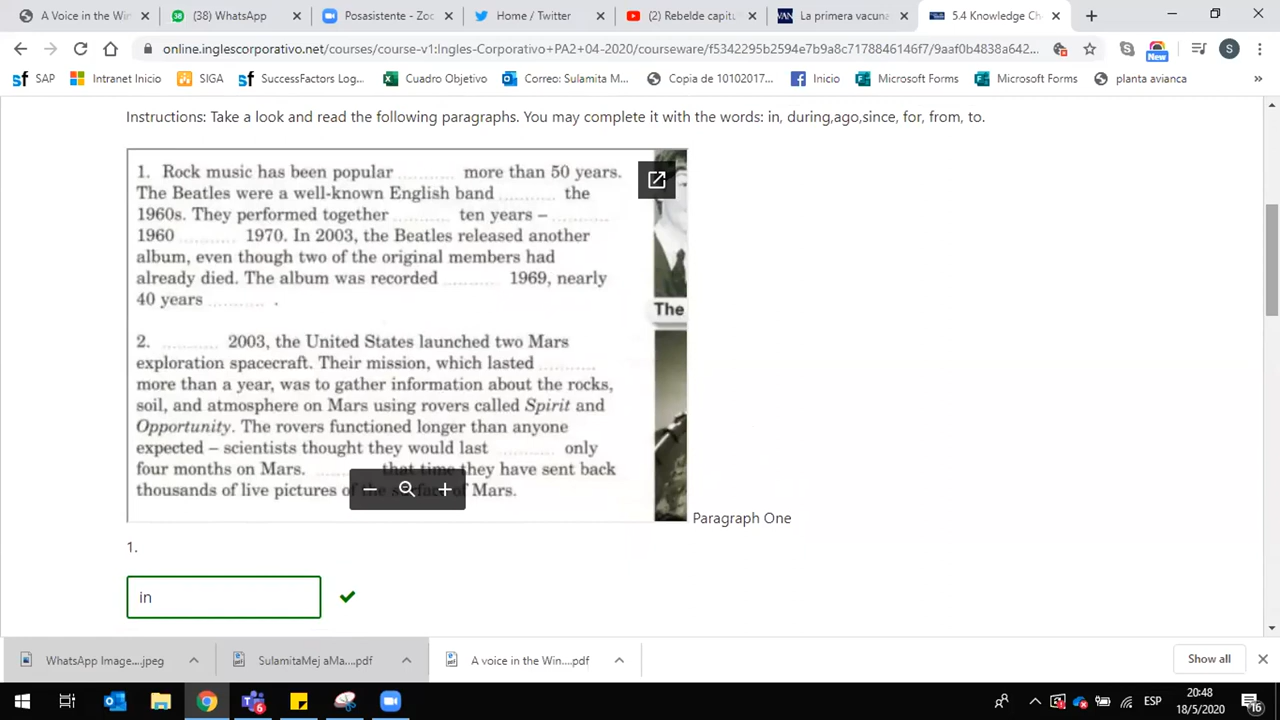 A Voice in the Win
(38) WhatsApp
Posasistente - Zoc
Home / Twitter
(2) Rebelde capitu
La primera vacuna
5.4 Knowledge Ch
online.inglescorporativo.net/courses/course-v1:Ingles-Corporativo+PA2+04-2020/courseware/f5342295b2594e7b9a8c7178846146f7/9aaf0b4838a642...
New
S
SAP
Intranet Inicio
SIGA
SuccessFactors Log...
Cuadro Objetivo
Correo: Sulamita M...
Copia de 10102017...
Inicio
Microsoft Forms
Microsoft Forms
planta avianca
»
Instructions: Take a look and read the following paragraphs. You may complete it with the words: in, during,ago,since, for, from, to.
1. Rock music has been popular .......... more than 50 years.
The Beatles were a well-known English band .......... the
1960s. They performed together .......... ten years – ..........
1960 .......... 1970. In 2003, the Beatles released another
album, even though two of the original members had
already died. The album was recorded .......... 1969, nearly
40 years .......... .
The
2. .......... 2003, the United States launched two Mars
exploration spacecraft. Their mission, which lasted ..........
more than a year, was to gather information about the rocks,
soil, and atmosphere on Mars using rovers called Spirit and
Opportunity. The rovers functioned longer than anyone
expected – scientists thought they would last .......... only
four months on Mars. .......... that time they have sent back
thousands of live pictures of the surface of Mars.
Paragraph One
1.
in
WhatsApp Image....jpeg
SulamitaMej aMa....pdf
A voice in the Win....pdf
Show all
6
ESP
20:48
18/5/2020
16